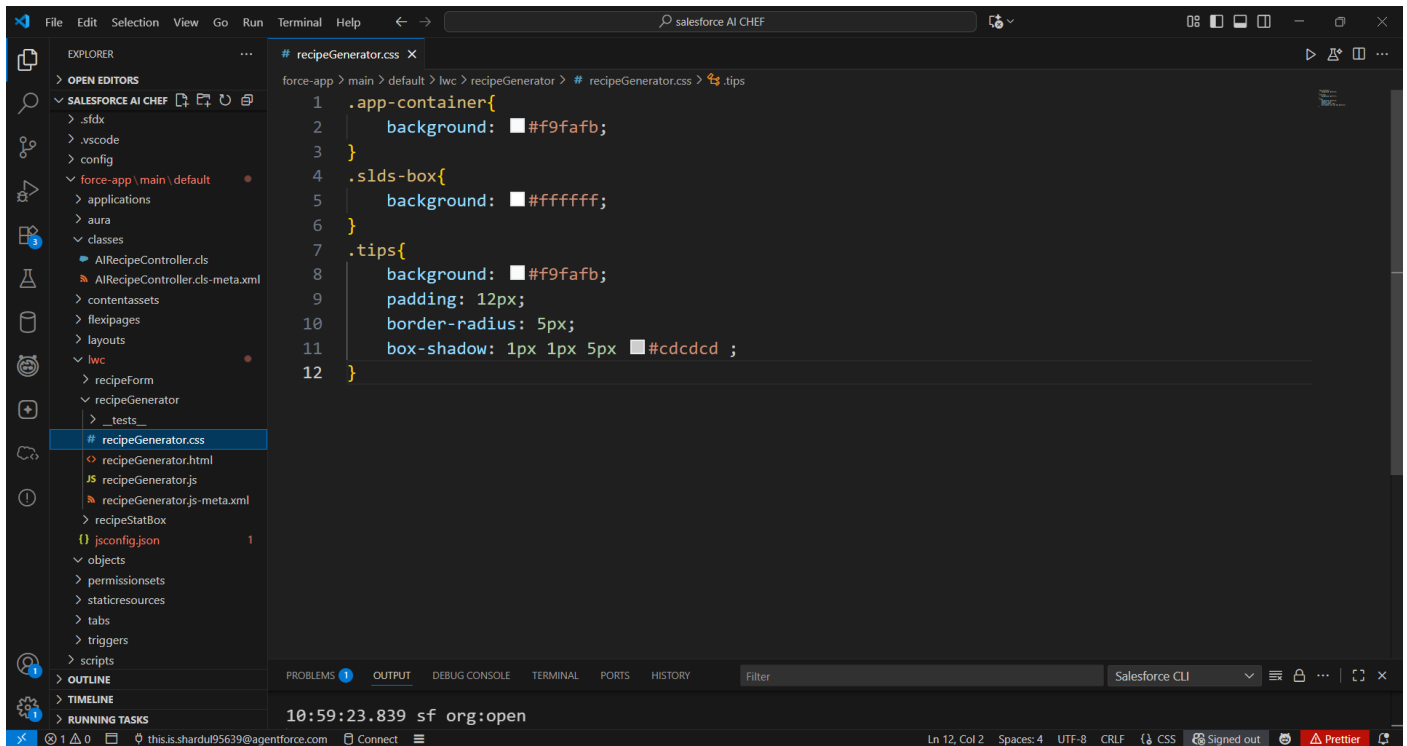 File Edit Selection View Go Run Terminal Help
salesforce AI CHEF
EXPLORER
OPEN EDITORS
SALESFORCE AI CHEF
.sfdx
.vscode
config
force-app\main\default
applications
aura
classes
AIRecipeController.cls
AIRecipeController.cls-meta.xml
contentassets
flexipages
layouts
lwc
recipeForm
recipeGenerator
__tests__
# recipeGenerator.css
<> recipeGenerator.html
JS recipeGenerator.js
recipeGenerator.js-meta.xml
recipeStatBox
{} jsconfig.json 1
objects
permissionsets
staticresources
tabs
triggers
scripts
OUTLINE
TIMELINE
RUNNING TASKS
3
1
1
# recipeGenerator.css
force-app > main > default > lwc > recipeGenerator > # recipeGenerator.css > .tips
1 .app-container{
2 background: #f9fafb;
3 }
4 .slds-box{
5 background: #ffffff;
6 }
7 .tips{
8 background: #f9fafb;
9 padding: 12px;
10 border-radius: 5px;
11 box-shadow: 1px 1px 5px #cdcdcd ;
12 }
PROBLEMS 1 OUTPUT DEBUG CONSOLE TERMINAL PORTS HISTORY Filter Salesforce CLI
10:59:23.839 sf org:open
1 0 this.is.shardul95639@agentforce.com Connect Ln 12, Col 2 Spaces: 4 UTF-8 CRLF {} CSS Signed out Prettier